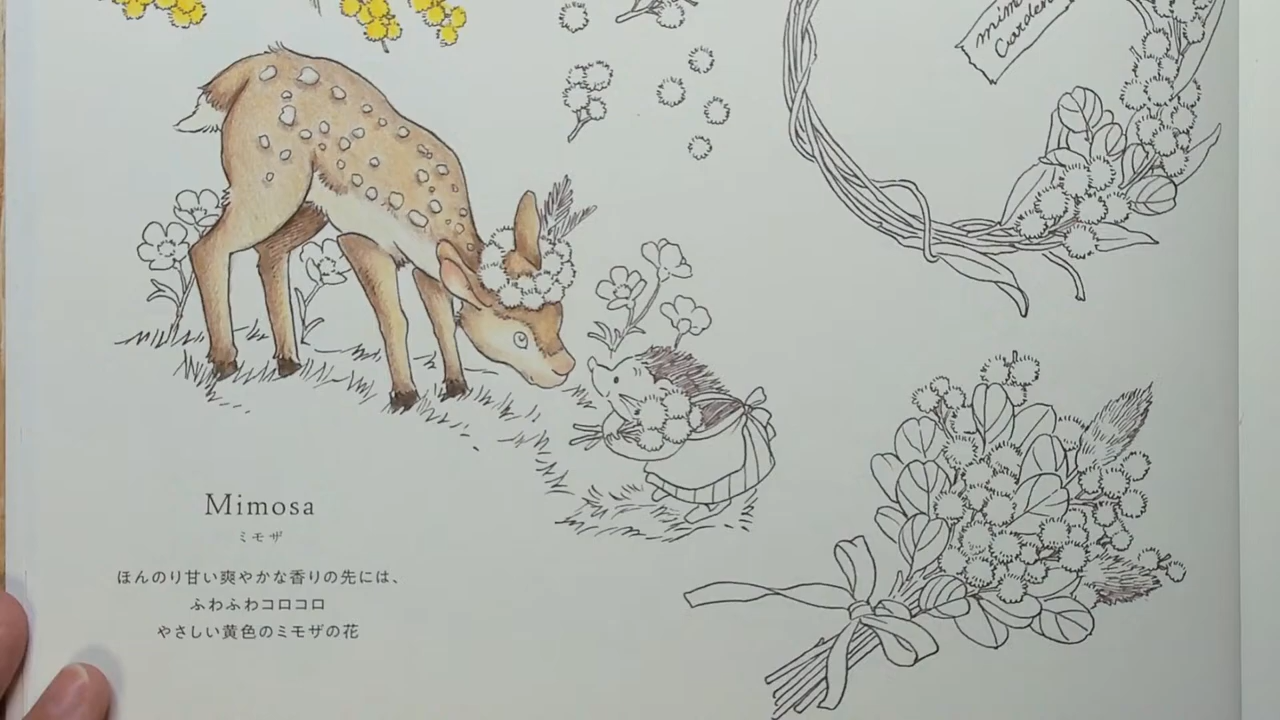 Garden
Mimosa
ミモザ
ほんのり甘い爽やかな香りの先には、
ふわふわコロコロ
やさしい黄色のミモザの花